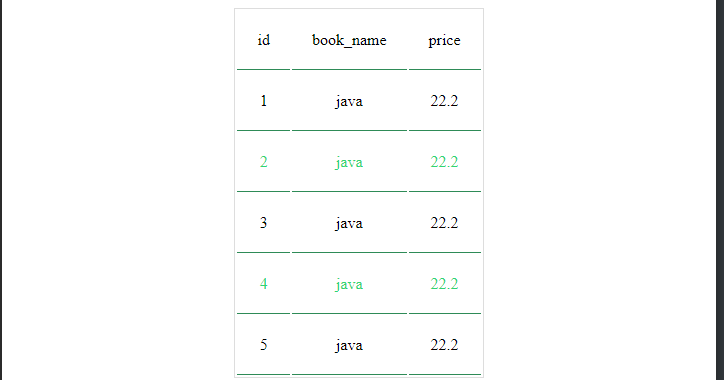 id book_name price
1 java 22.2
2 java 22.2
3 java 22.2
4 java 22.2
5 java 22.2